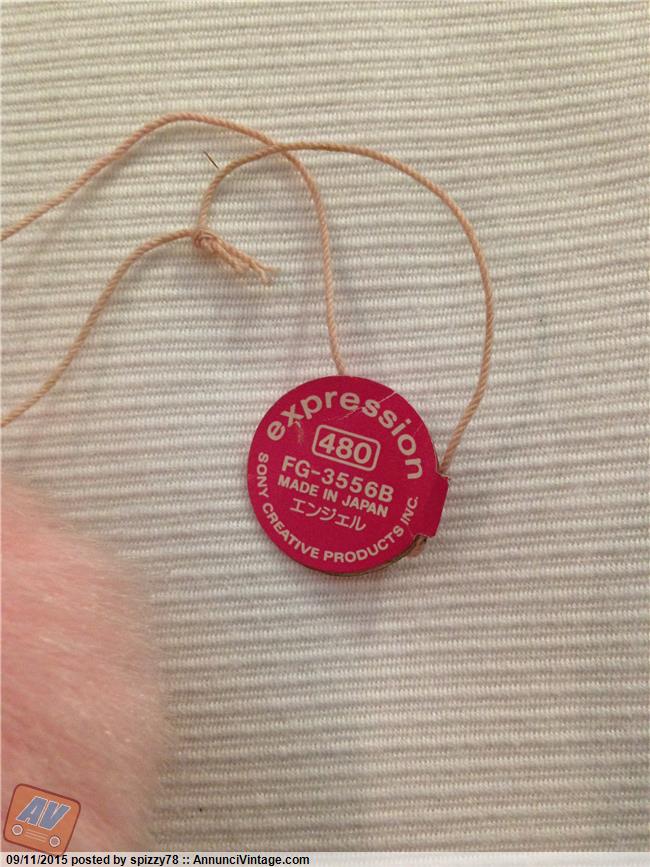 expression
480
FG-3556B
MADE IN JAPAN
エンジェル
SONY CREATIVE PRODUCTS INC.
AV
09/11/2015 posted by spizzy78 :: AnnunciVintage.com